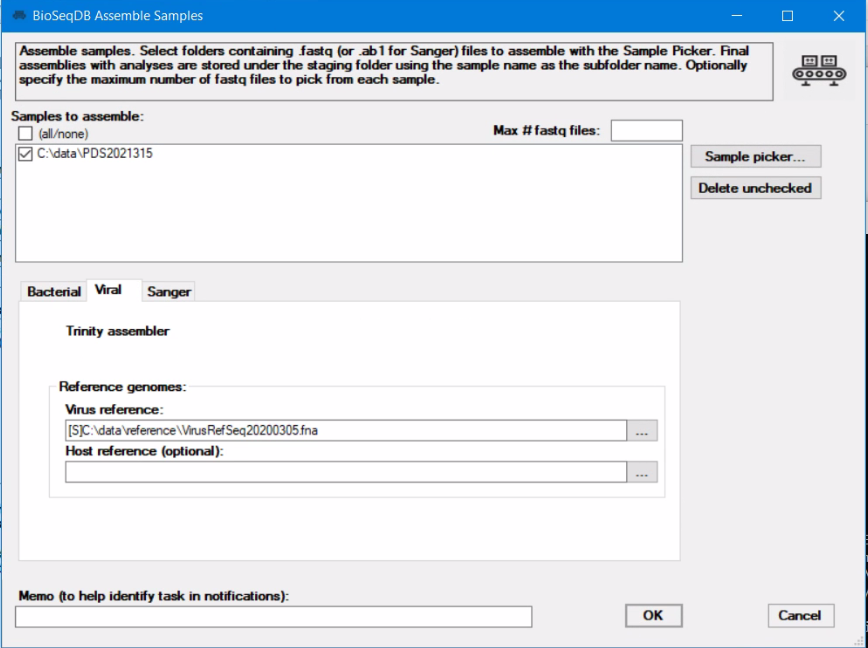 BioSeqDB Assemble Samples
Assemble samples. Select folders containing .fastq (or .ab1 for Sanger) files to assemble with the Sample Picker. Final
assemblies with analyses are stored under the staging folder using the sample name as the subfolder name. Optionally
specify the maximum number of fastq files to pick from each sample.
Samples to assemble:
(all/none)
Max # fastq files:
C:\data\PDS2021315
Sample picker...
Delete unchecked
Bacterial Viral Sanger
Trinity assembler
Reference genomes:
Virus reference:
[S]C:\data\reference\VirusRefSeq20200305.fna
...
Host reference (optional):
...
Memo (to help identify task in notifications):
OK
Cancel